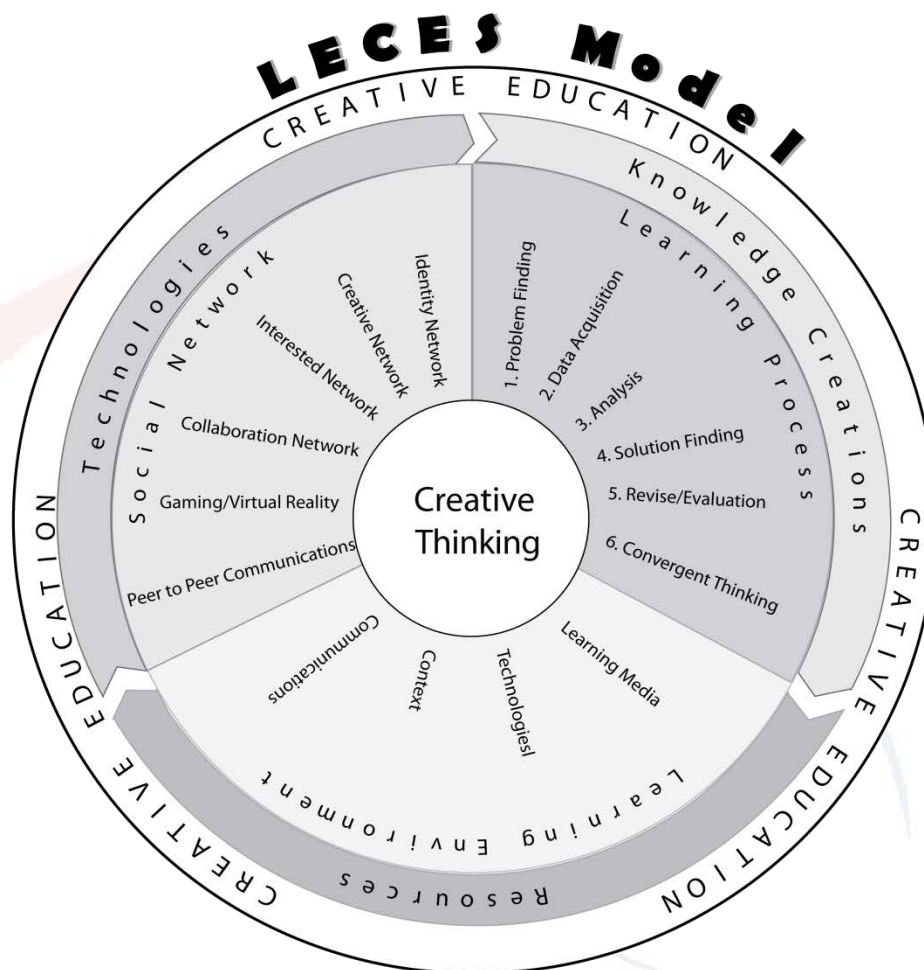 LECES Model
CREATIVE EDUCATION
CREATIVE EDUCATION
CREATIVE EDUCATION
Knowledge Creations
Resources
Technologies
Learning Process
1. Problem Finding
2. Data Acquisition
3. Analysis
4. Solution Finding
5. Revise/Evaluation
6. Convergent Thinking
Learning Environment
Learning Media
Technologiesl
Context
Communications
Social Network
Peer to Peer Communications
Gaming/Virtual Reality
Collaboration Network
Interested Network
Creative Network
Identity Network
Creative
Thinking